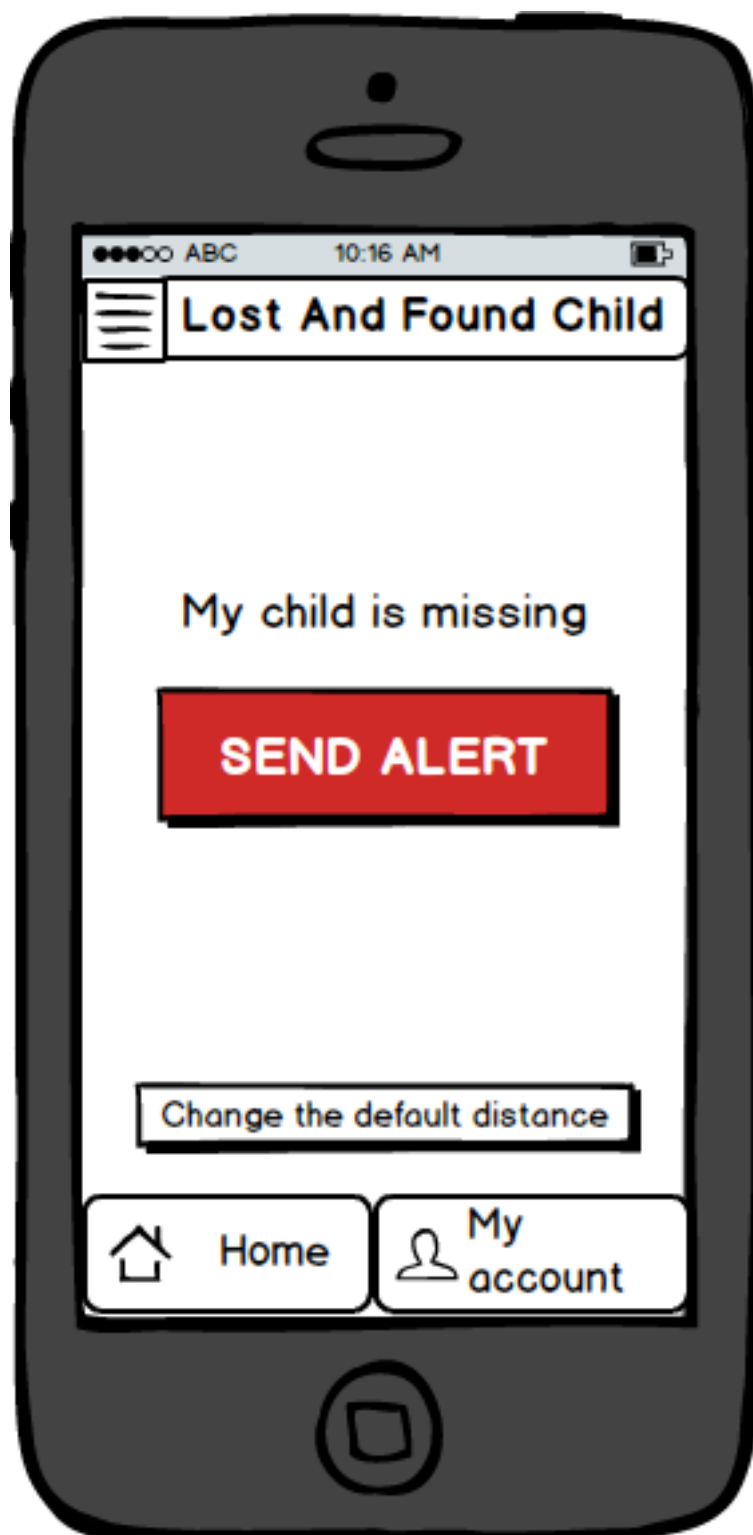 ABC 10:16 AM
Lost And Found Child
My child is missing
SEND ALERT
Change the default distance
Home
My
account